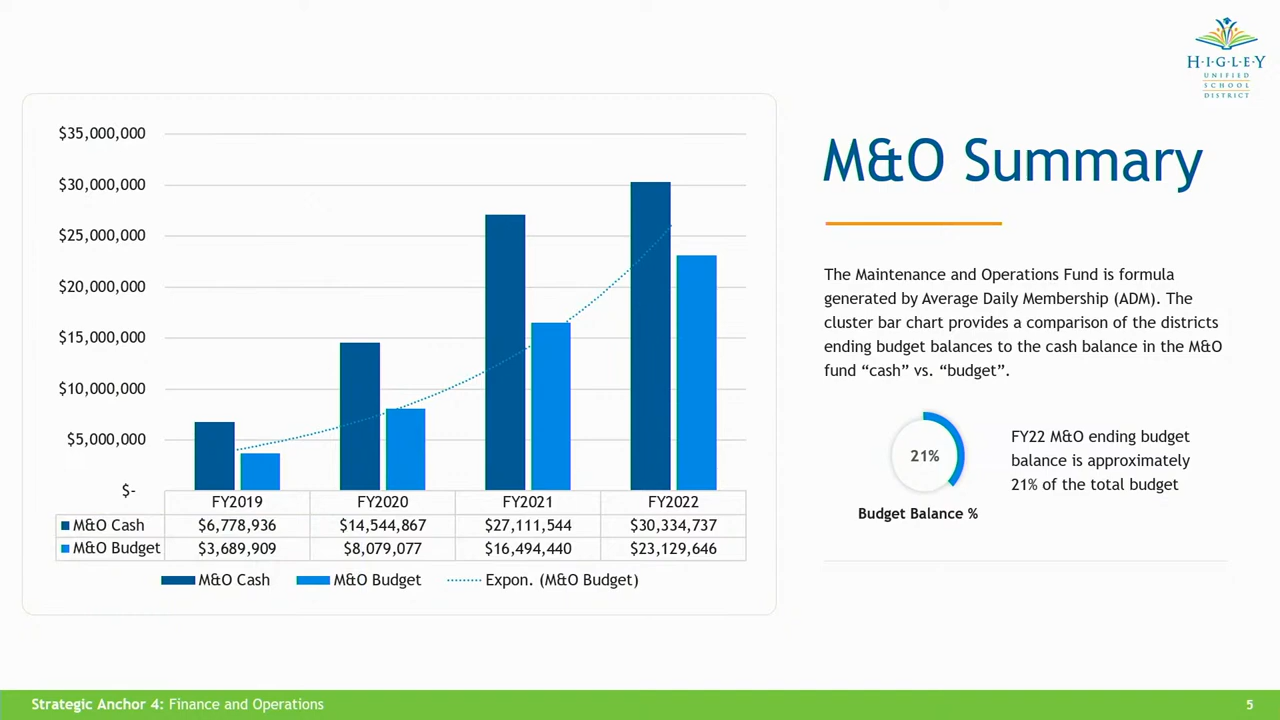 H·I·G·L·E·Y
UNIFIED
SCHOOL
DISTRICT
$35,000,000
$30,000,000
$25,000,000
$20,000,000
$15,000,000
$10,000,000
$5,000,000
$-
FY2019 FY2020 FY2021 FY2022
M&O Cash $6,778,936 $14,544,867 $27,111,544 $30,334,737
M&O Budget $3,689,909 $8,079,077 $16,494,440 $23,129,646
M&O Cash M&O Budget Expon. (M&O Budget)
M&O Summary
The Maintenance and Operations Fund is formula
generated by Average Daily Membership (ADM). The
cluster bar chart provides a comparison of the districts
ending budget balances to the cash balance in the M&O
fund “cash” vs. “budget”.
21%
Budget Balance %
FY22 M&O ending budget
balance is approximately
21% of the total budget
Strategic Anchor 4: Finance and Operations
5